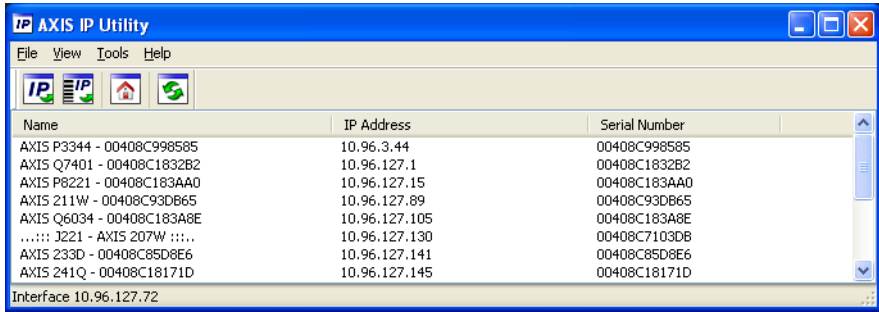 IP AXIS IP Utility
File View Tools Help
IP IP
Name IP Address Serial Number
AXIS P3344 - 00408C998585 10.96.3.44 00408C998585
AXIS Q7401 - 00408C1832B2 10.96.127.1 00408C1832B2
AXIS P8221 - 00408C183AA0 10.96.127.15 00408C183AA0
AXIS 211W - 00408C93DB65 10.96.127.89 00408C93DB65
AXIS Q6034 - 00408C183A8E 10.96.127.105 00408C183A8E
...::: J221 - AXIS 207W :::.. 10.96.127.130 00408C7103DB
AXIS 233D - 00408C85D8E6 10.96.127.141 00408C85D8E6
AXIS 241Q - 00408C18171D 10.96.127.145 00408C18171D
Interface 10.96.127.72